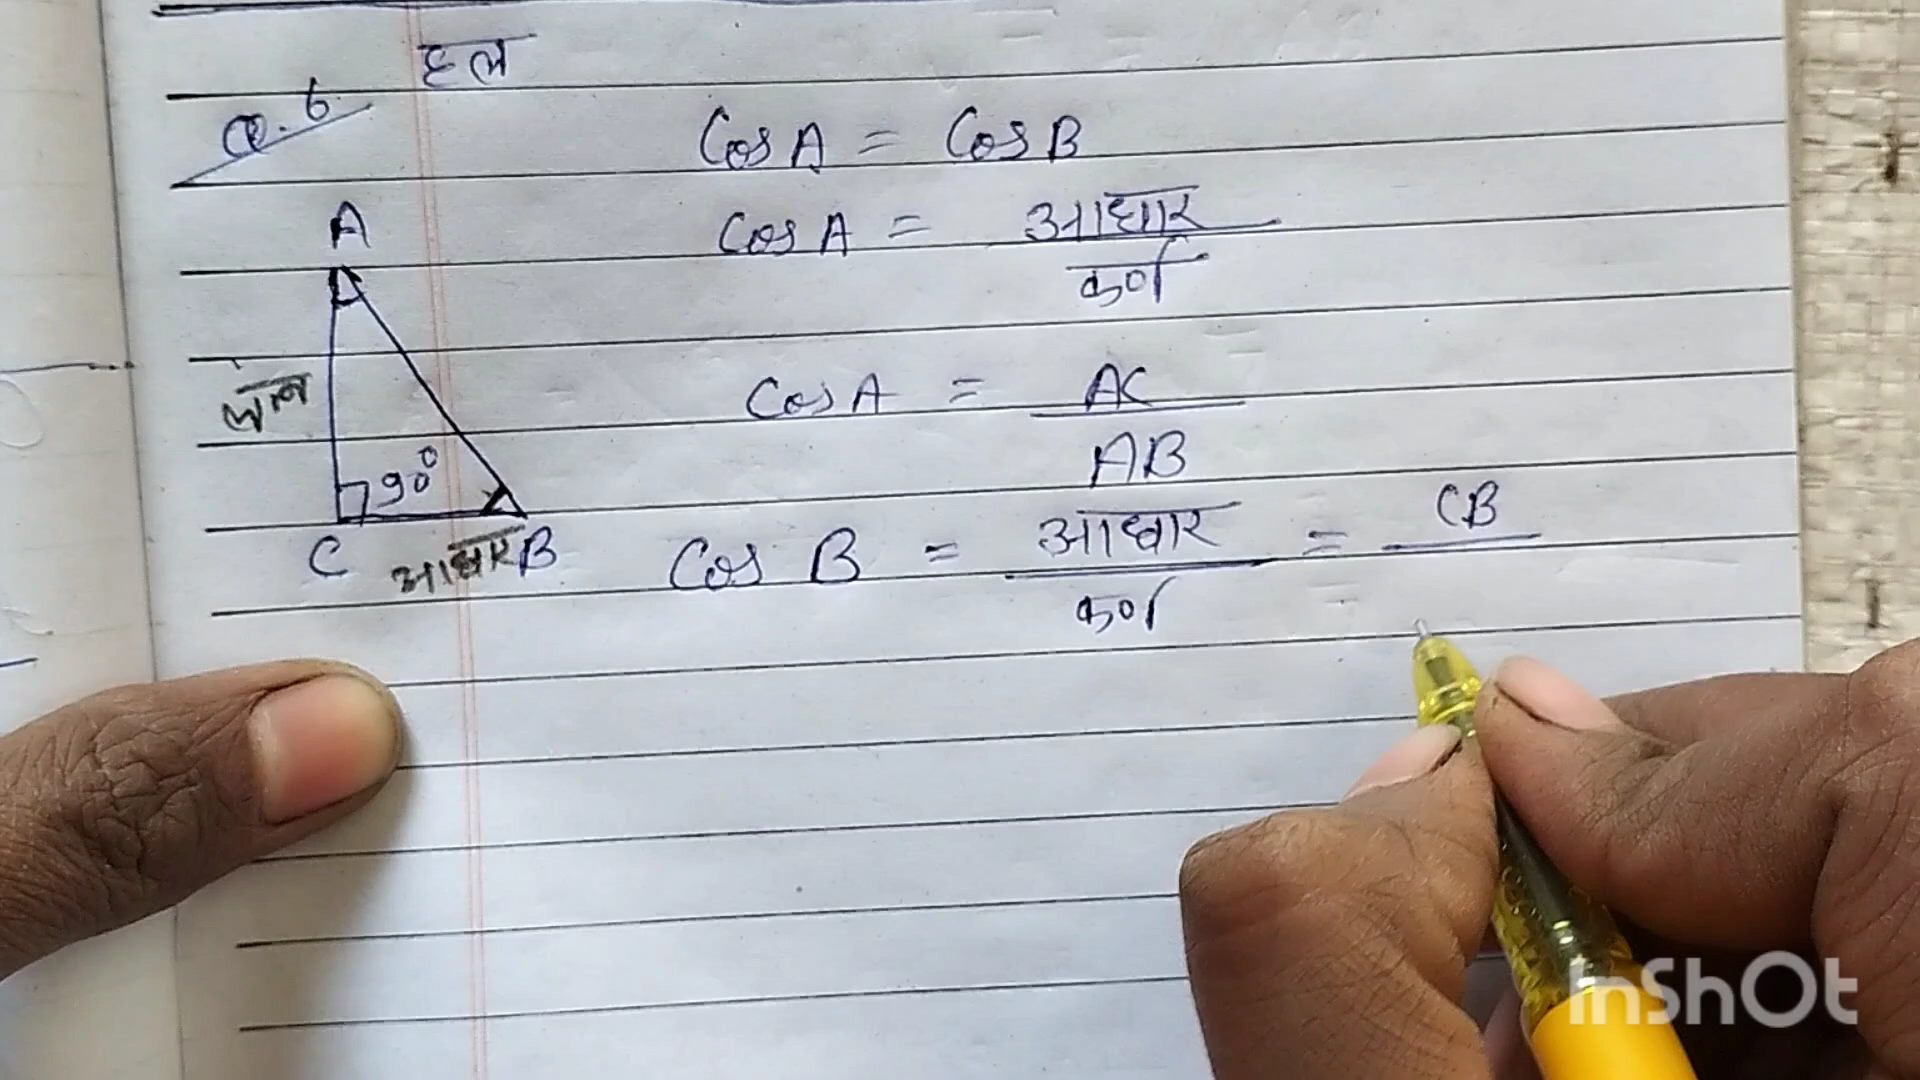 हल
Q.6
Cos A = Cos B
Cos A = आधार
कर्ण
A
Cos A = AC
AB
लम्ब
90°
C आधार B
Cos B = आधार = CB
कर्ण
InShOt